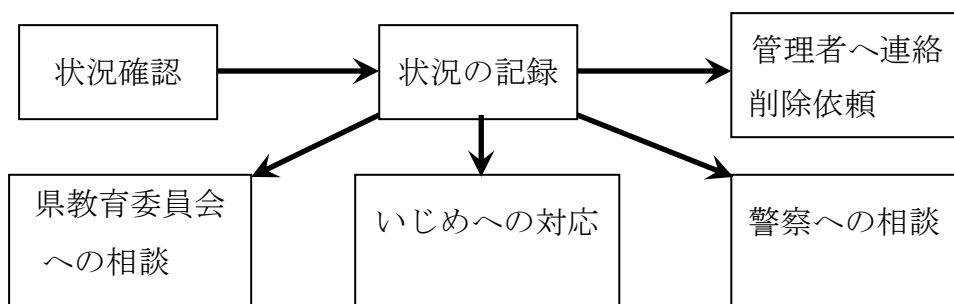 状況確認
状況の記録
管理者へ連絡
削除依頼
県教育委員会
への相談
いじめへの対応
警察への相談